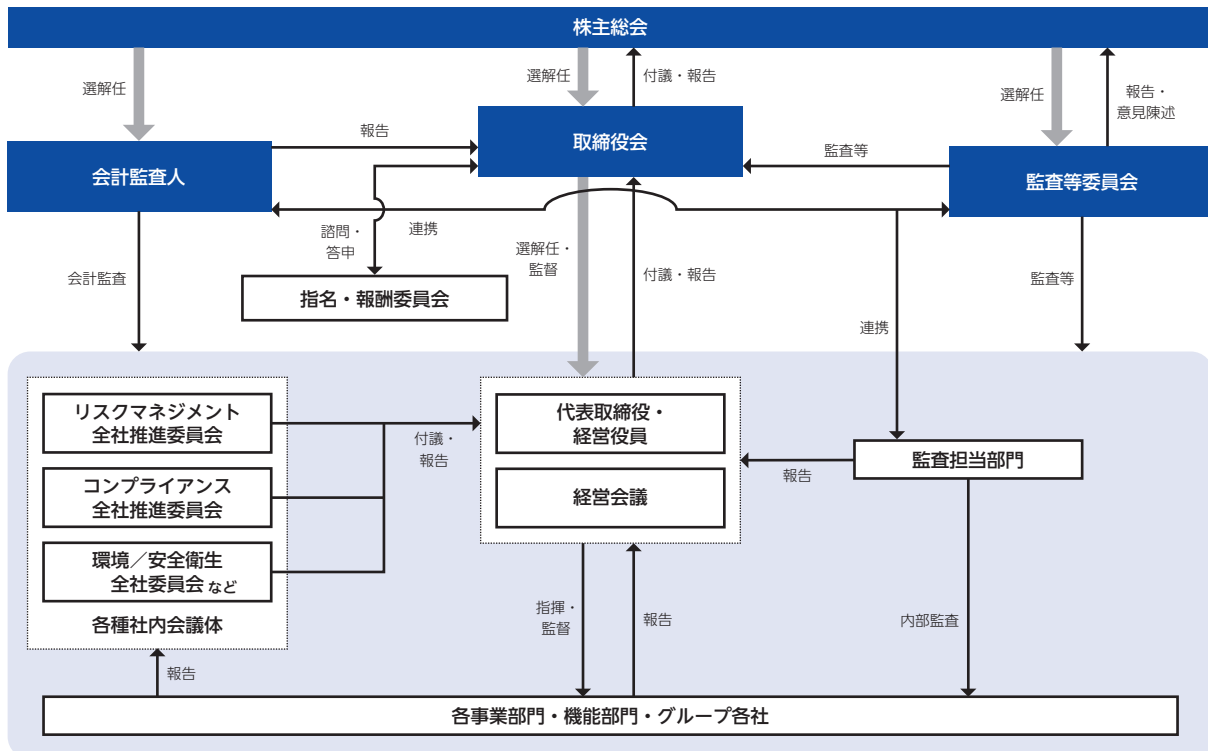 株主総会
選解任
選解任
付議・報告
選解任
報告・
意見陳述
報告
取締役会
監査等
会計監査人
監査等委員会
諮問・
答申
連携
選解任・
監督
付議・報告
会計監査
監査等
指名・報酬委員会
連携
リスクマネジメント
全社推進委員会
コンプライアンス
全社推進委員会
環境／安全衛生
全社委員会 など
各種社内会議体
付議・
報告
代表取締役・
経営役員
経営会議
報告
監査担当部門
指揮・
監督
報告
内部監査
報告
各事業部門・機能部門・グループ各社